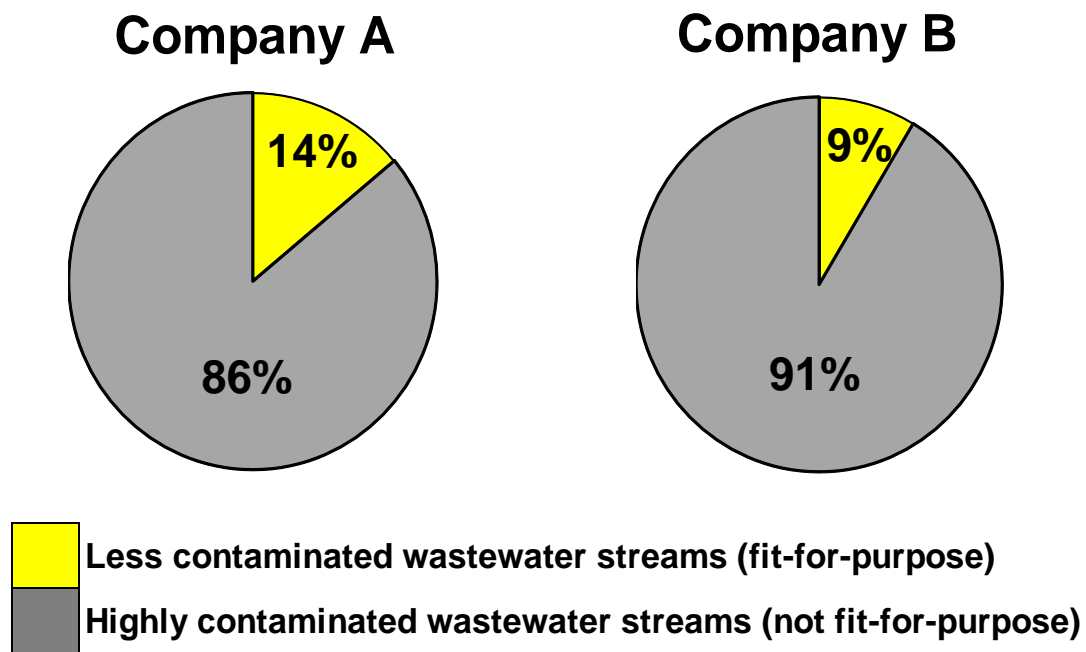 Company A
Company B
14%
9%
86%
91%
Less contaminated wastewater streams (fit-for-purpose)
Highly contaminated wastewater streams (not fit-for-purpose)